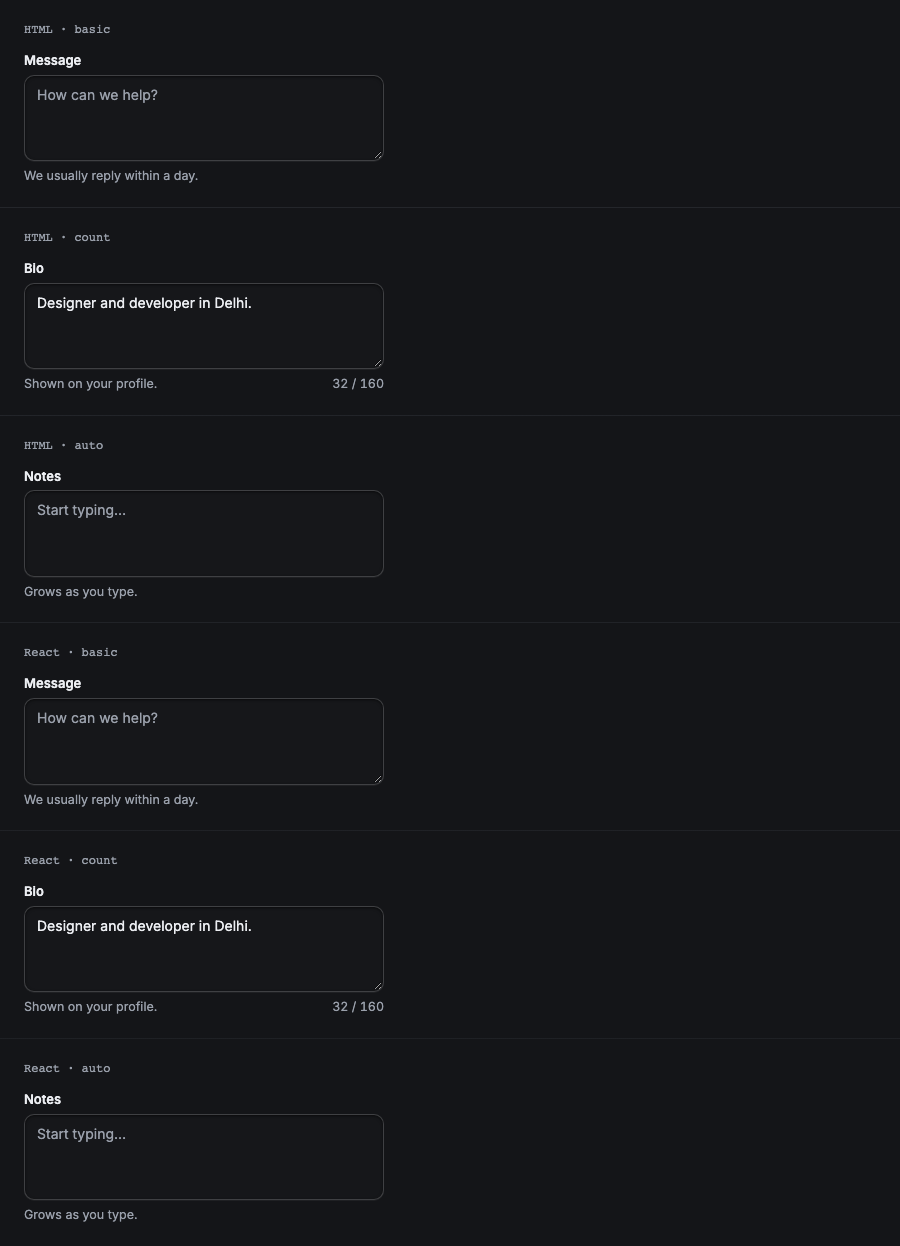 HTML · basic
Message
How can we help?
We usually reply within a day.
HTML · count
Bio
Designer and developer in Delhi.
Shown on your profile. 32 / 160
HTML · auto
Notes
Start typing...
Grows as you type.
React · basic
Message
How can we help?
We usually reply within a day.
React · count
Bio
Designer and developer in Delhi.
Shown on your profile. 32 / 160
React · auto
Notes
Start typing...
Grows as you type.